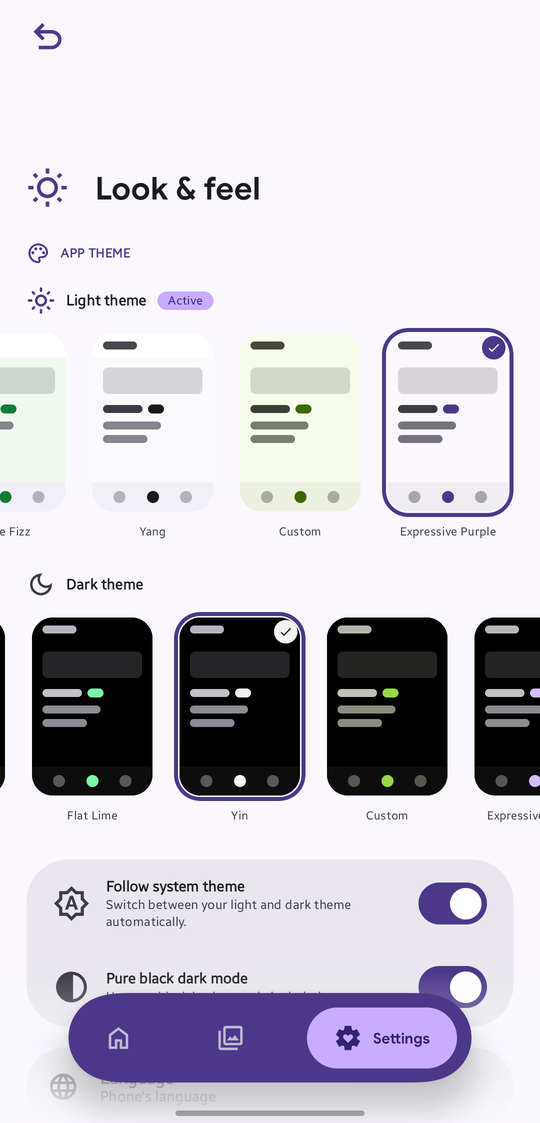 Look & feel
APP THEME
Light theme
Active
e Fizz
Yang
Custom
Expressive Purple
Dark theme
Flat Lime
Yin
Custom
Expressive
Follow system theme
Switch between your light and dark theme
automatically.
A
Pure black dark mode
Settings
Language
Phone's language